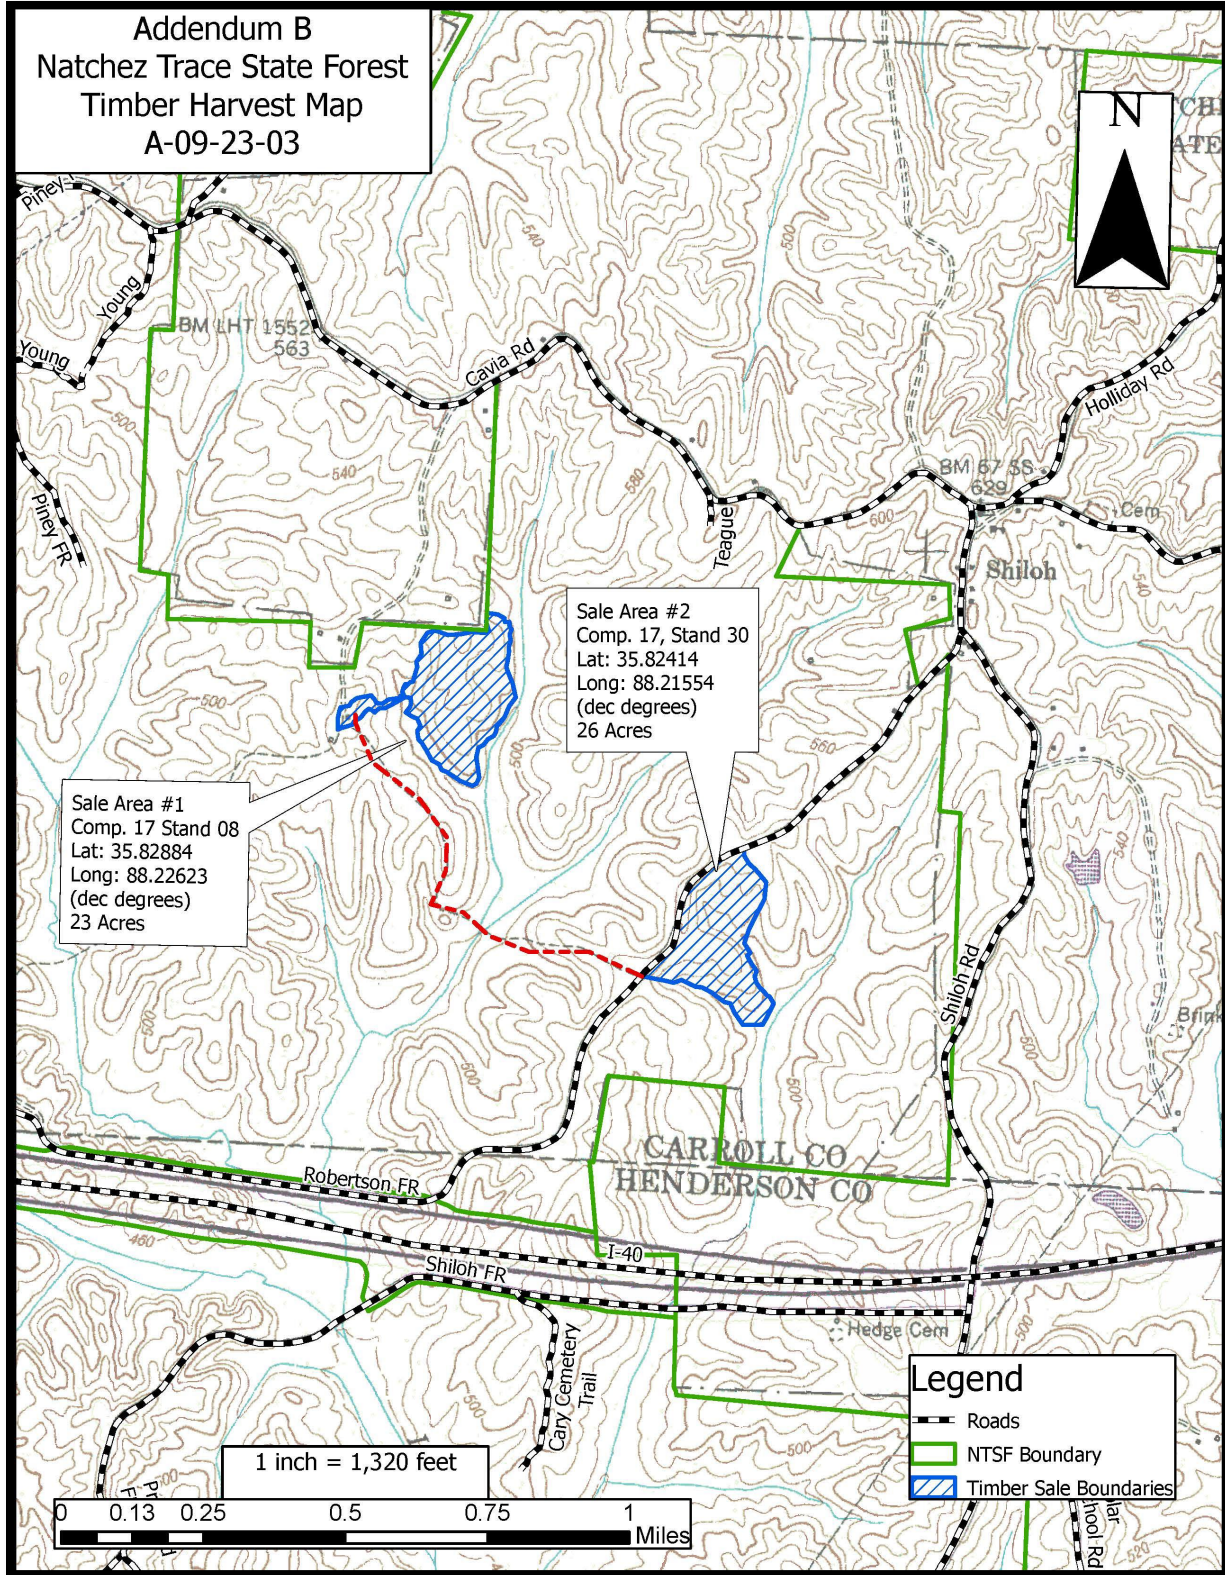 Addendum B
Natchez Trace State Forest
Timber Harvest Map
A-09-23-03
N
Piney
Young
Young
BM LHT 1552
563
Cavia Rd
Holliday Rd
540
500
500
540
580
BM 67 SS
629
600
Cem
Piney FR
Teague
Shiloh
540
Sale Area #2
Comp. 17, Stand 30
Lat: 35.82414
Long: 88.21554
(dec degrees)
26 Acres
500
560
Sale Area #1
Comp. 17 Stand 08
Lat: 35.82884
Long: 88.22623
(dec degrees)
23 Acres
540
Shiloh Rd
Brink
500
500
500
500
CARROLL CO
HENDERSON CO
Robertson FR
I-40
460
Shiloh FR
Hedge Cem
500
Cary Cemetery
Trail
500
500
520
Legend
Roads
NTSF Boundary
Timber Sale Boundaries
1 inch = 1,320 feet
0 0.13 0.25 0.5 0.75 1
Miles